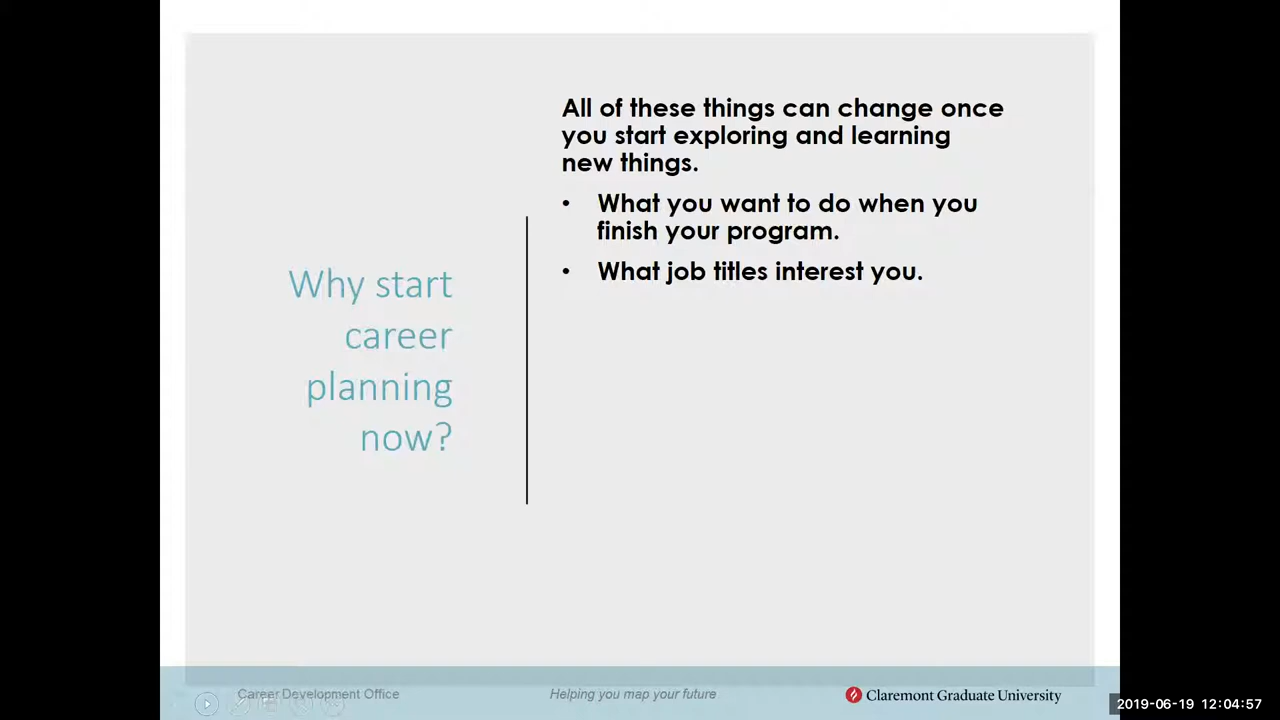 All of these things can change once
you start exploring and learning
new things.
• What you want to do when you
finish your program.
• What job titles interest you.
Why start
career
planning
now?
Career Development Office
Helping you map your future
Claremont Graduate University
2019-06-19 12:04:57